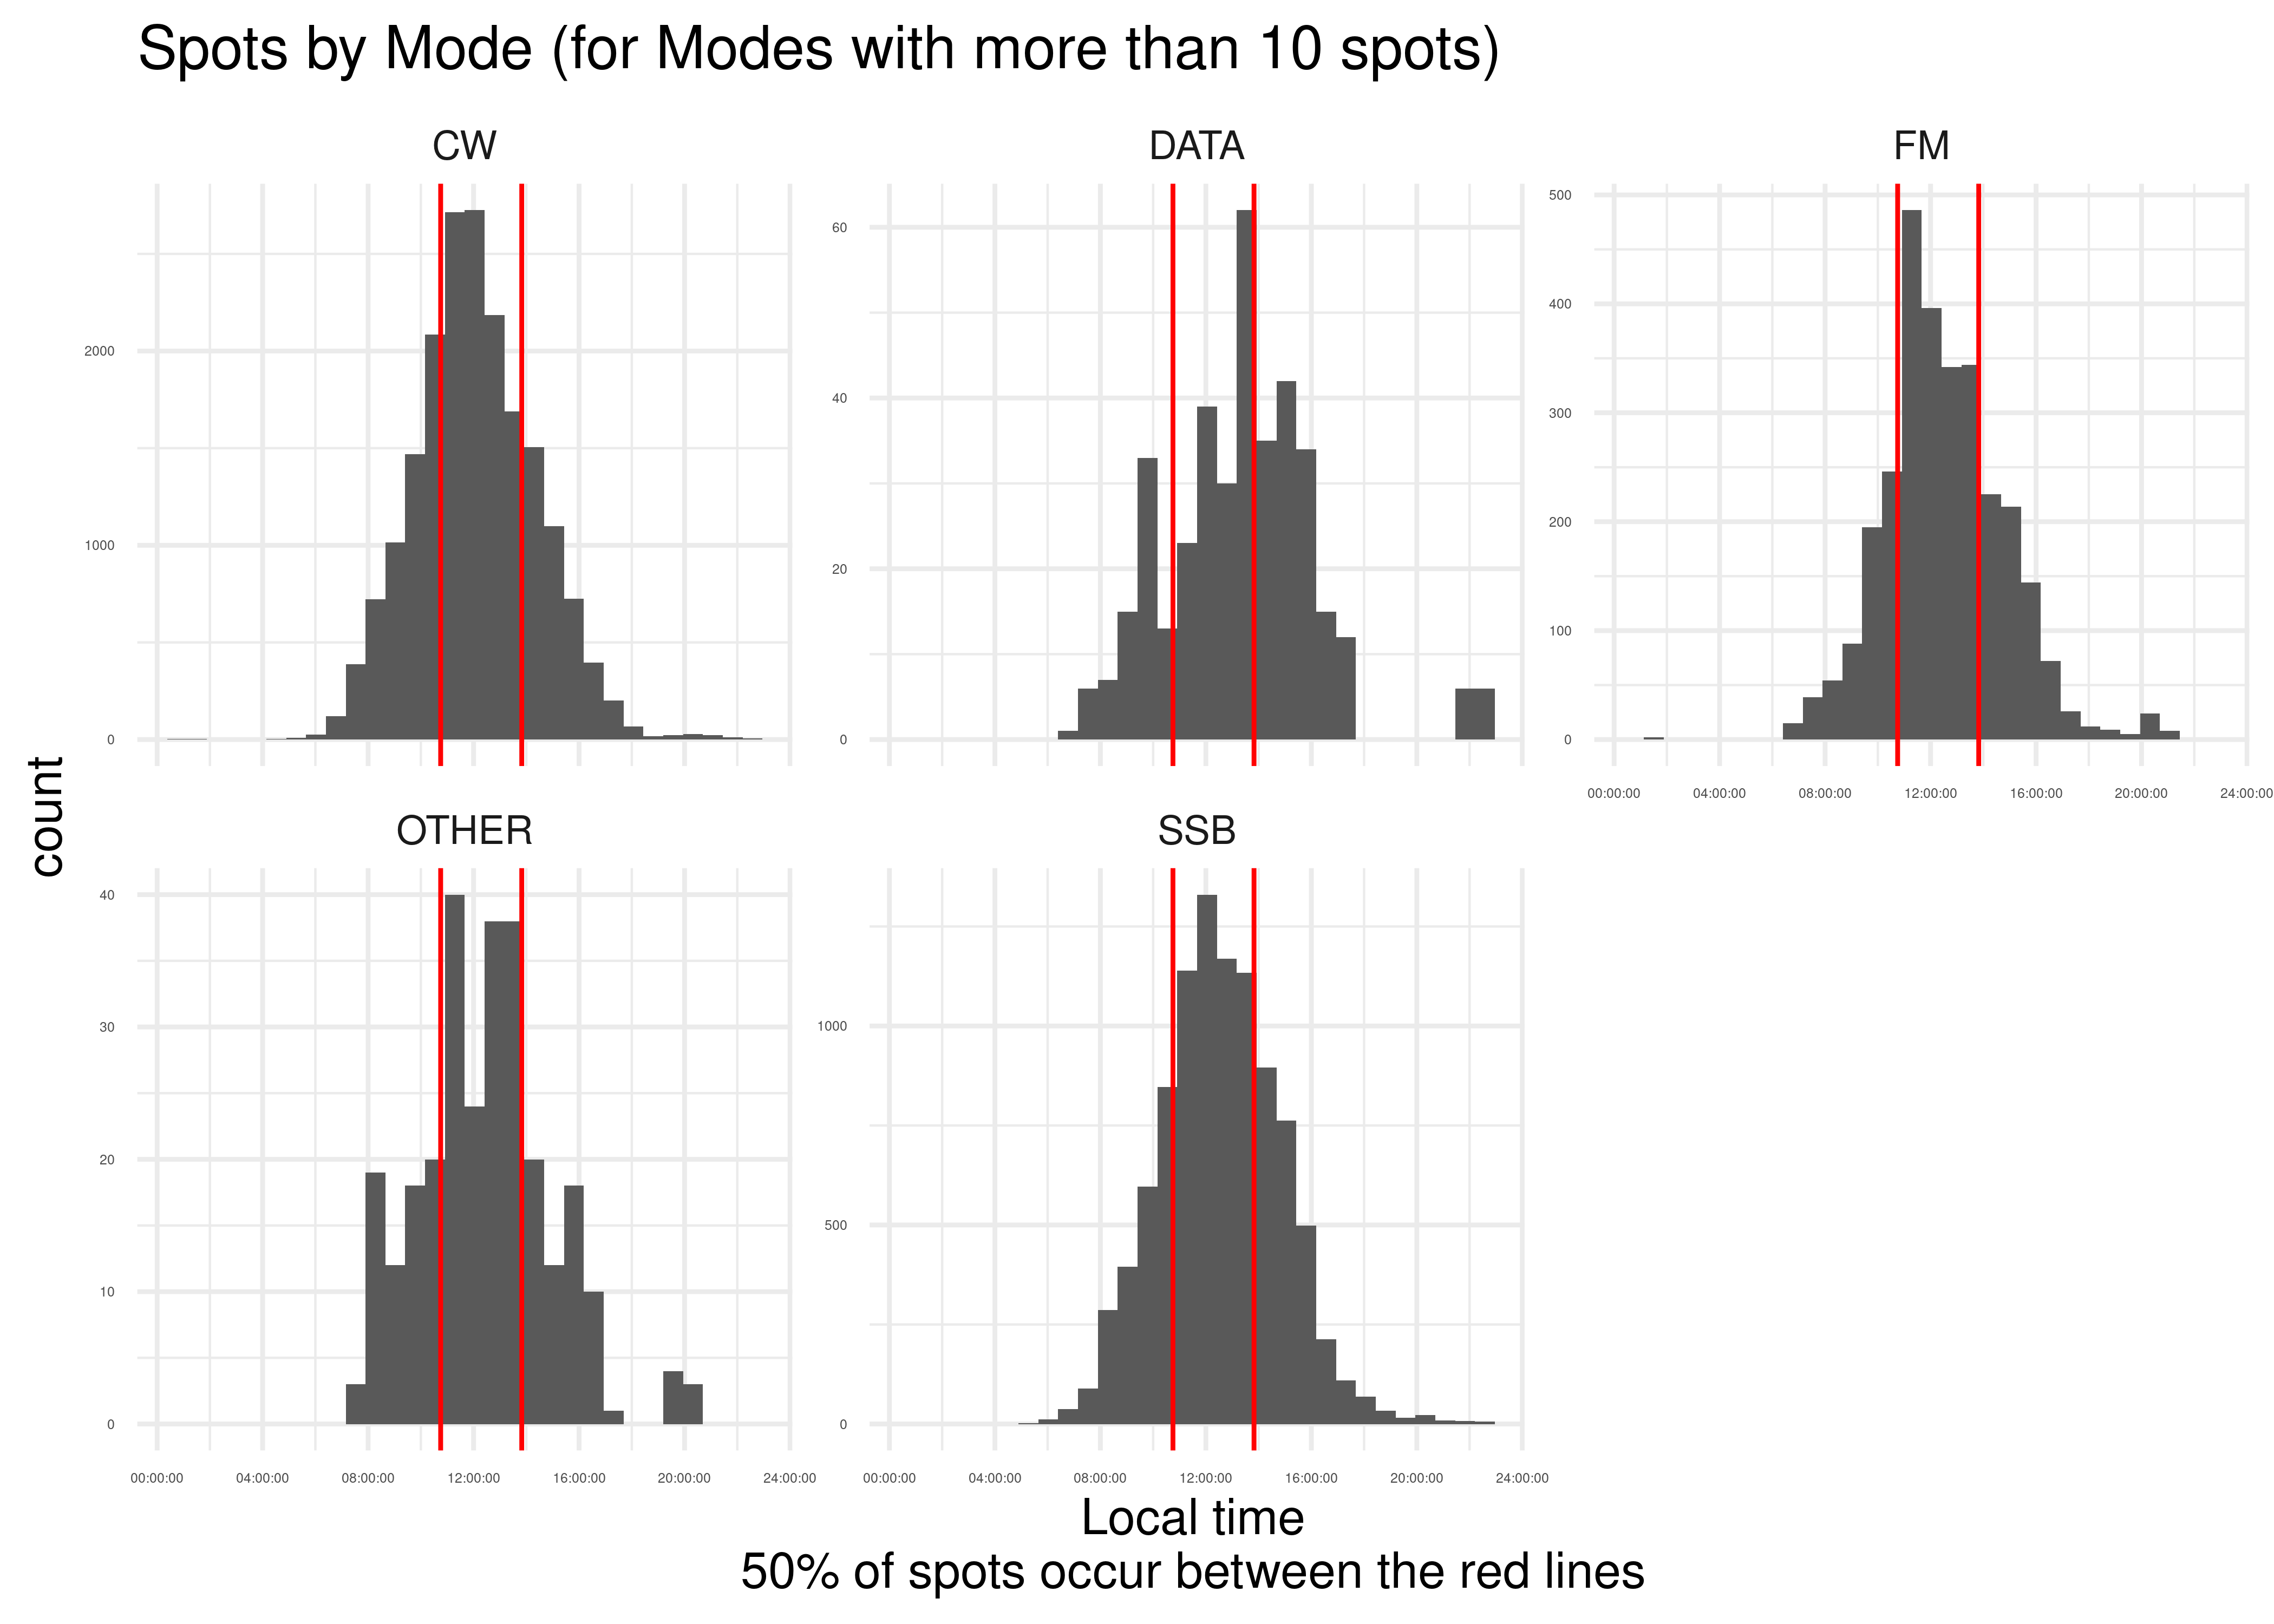 Spots by Mode (for Modes with more than 10 spots)
CW
DATA
FM
2000
1000
0
60
40
20
0
500
400
300
200
100
0
00:00:00 04:00:00 08:00:00 12:00:00 16:00:00 20:00:00 24:00:00
count
OTHER
SSB
40
30
20
10
0
1000
500
0
00:00:00 04:00:00 08:00:00 12:00:00 16:00:00 20:00:00 24:00:00
00:00:00 04:00:00 08:00:00 12:00:00 16:00:00 20:00:00 24:00:00
Local time
50% of spots occur between the red lines